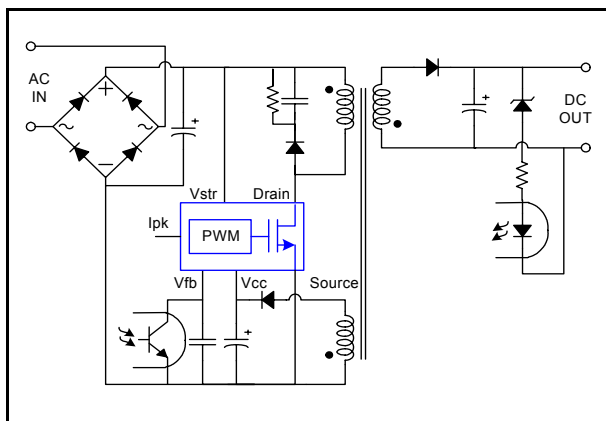 AC
IN
+
~
~
−
+
+
DC
OUT
Vstr
Drain
Ipk
PWM
Vfb
Vcc
Source
+